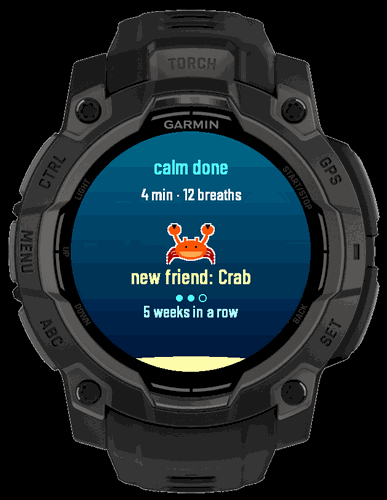 TORCH
GARMIN
CTRL
LIGHT
GPS
START/STOP
calm done
4 min · 12 breaths
MENU
UP
new friend: Crab
5 weeks in a row
ABC
DOWN
BACK
SET